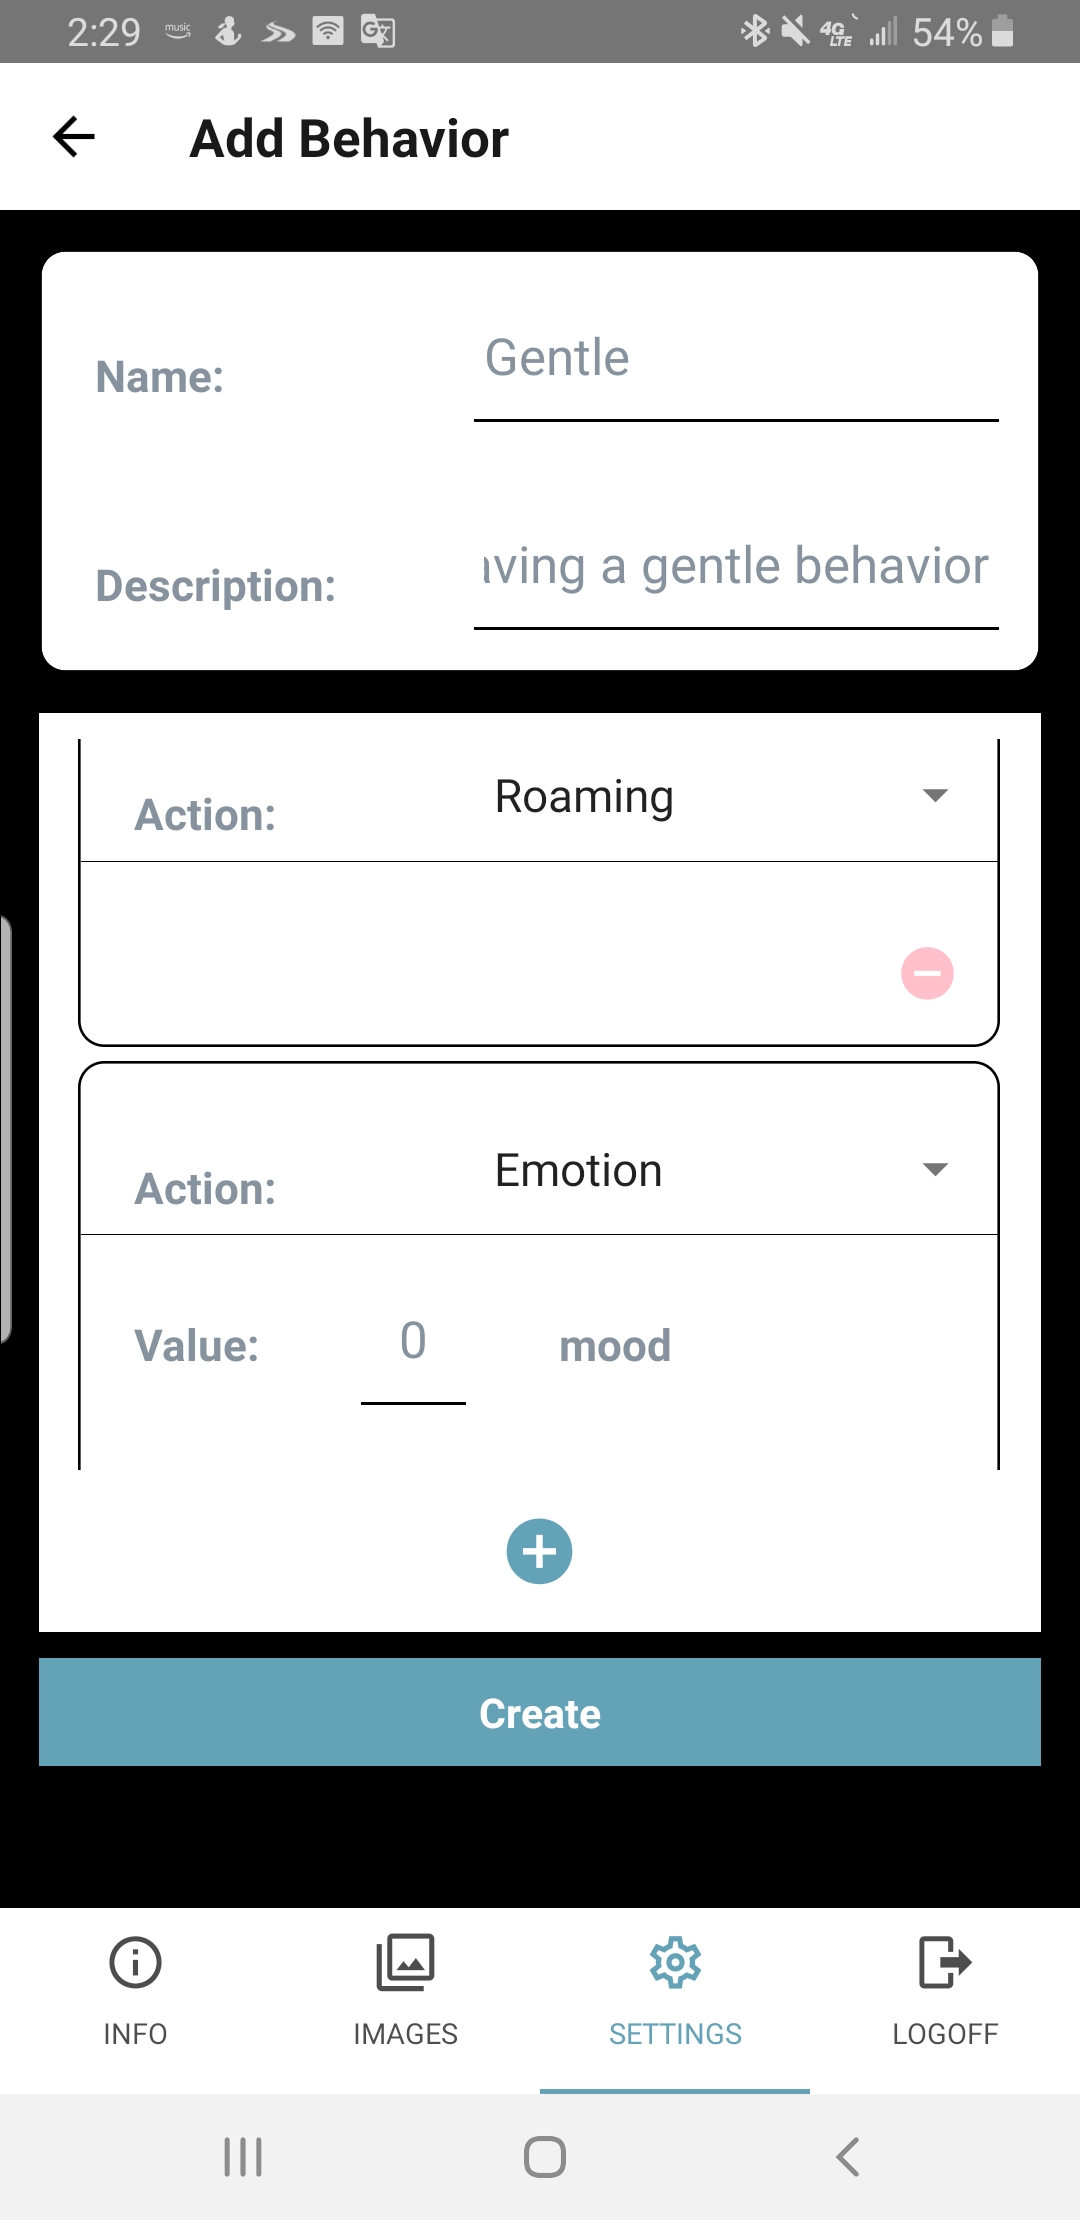 2:29 music 4G LTE 54%
Add Behavior
Name: Gentle
Description: ving a gentle behavior
Action: Roaming
Action: Emotion
Value: 0 mood
Create
INFO IMAGES SETTINGS LOGOFF